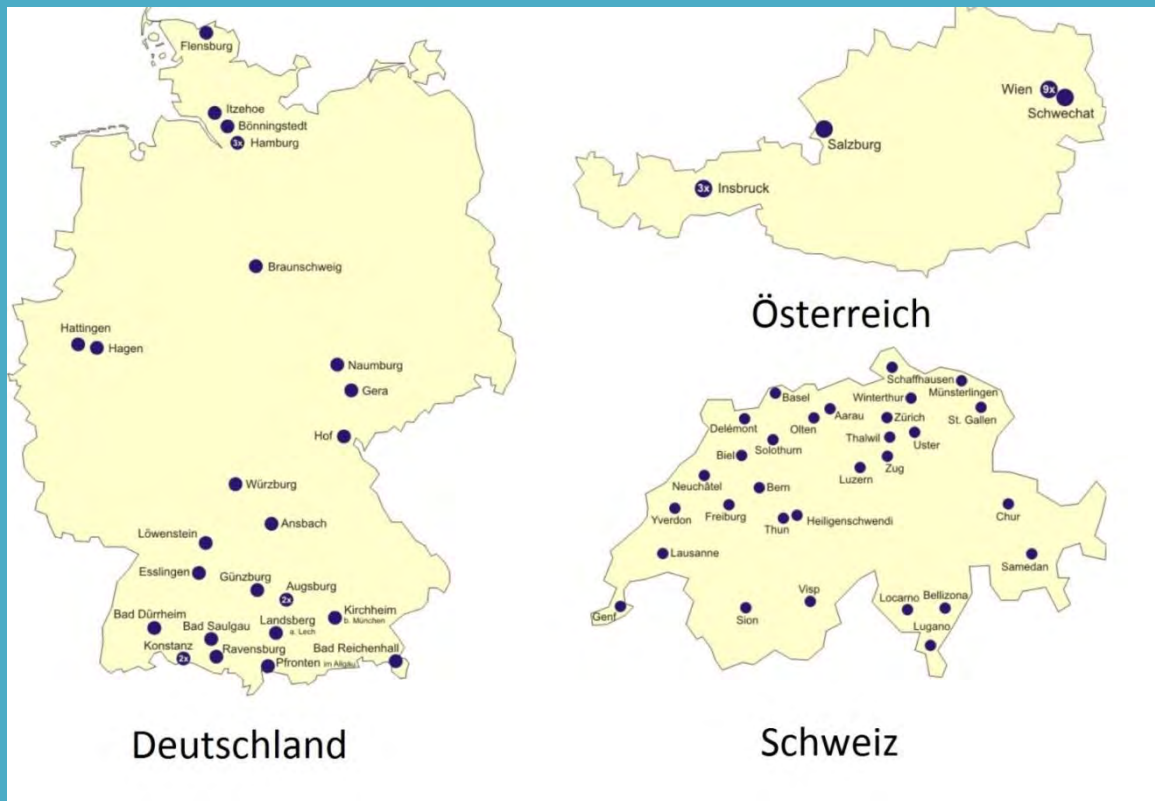 Flensburg
Itzehoe
Bönningstedt
3x Hamburg
Braunschweig
Hattingen
Hagen
Naumburg
Gera
Hof
Würzburg
Ansbach
Löwenstein
Esslingen
Günzburg
Augsburg
2x
Kirchheim
b. München
Bad Dürrheim
Bad Saulgau
Landsberg
a. Lech
Konstanz
2x
Ravensburg
Bad Reichenhall
Pfronten im Allgäu
Deutschland
Wien 9x
Schwechat
Salzburg
3x Insbruck
Österreich
Schaffhausen
Münsterlingen
Basel
Winterthur
Aarau
Zürich
St. Gallen
Delémont
Olten
Thalwil
Uster
Solothurn
Biel
Zug
Luzern
Neuchâtel
Bern
Yverdon
Freiburg
Thun
Heiligenschwendi
Chur
Lausanne
Samedan
Visp
Genf
Sion
Locarno
Bellizona
Lugano
Schweiz